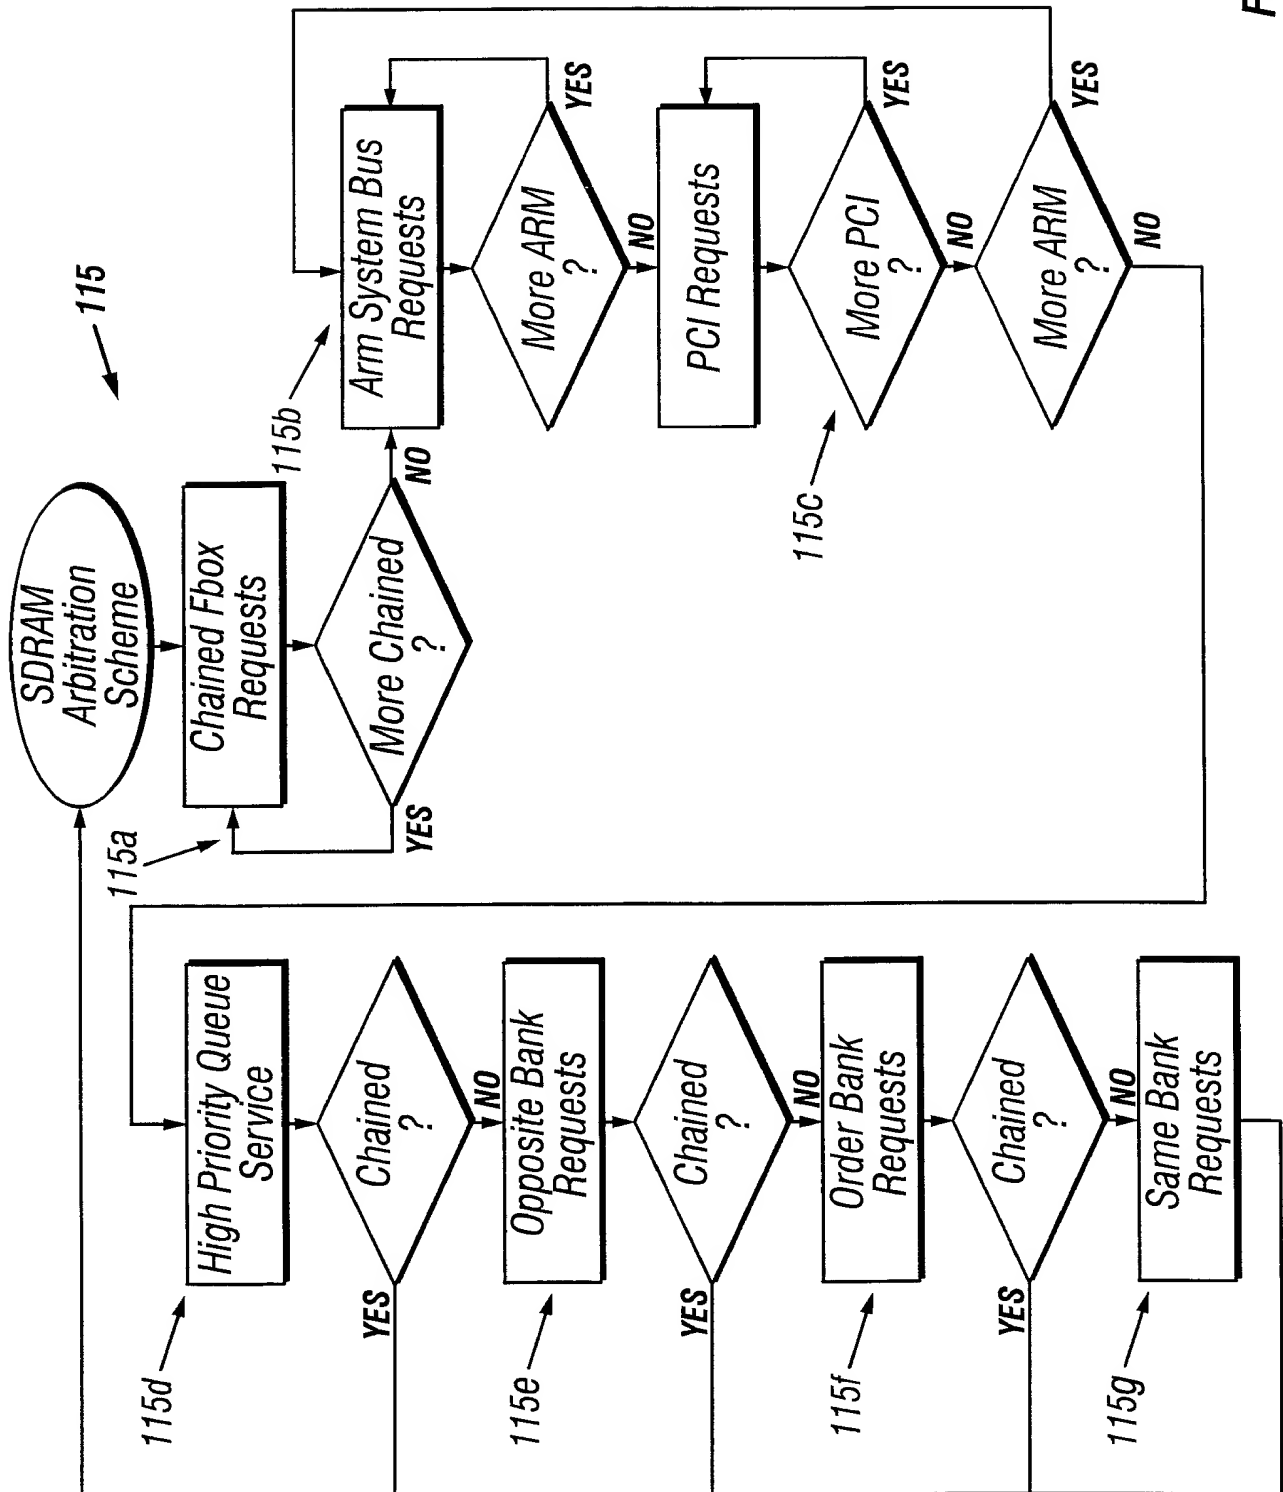 115
SDRAM
Arbitration
Scheme
115a
Chained Fbox
Requests
More Chained
?
YES
NO
115b
Arm System Bus
Requests
More ARM
?
YES
NO
PCI Requests
115c
More PCI
?
YES
NO
More ARM
?
YES
NO
115d
High Priority Queue
Service
Chained
?
YES
NO
115e
Opposite Bank
Requests
Chained
?
YES
NO
115f
Order Bank
Requests
Chained
?
YES
NO
115g
Same Bank
Requests